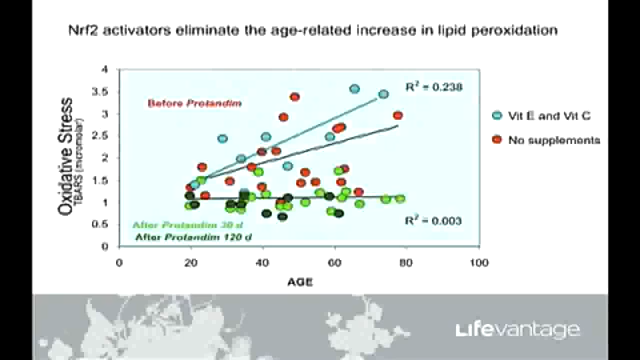 Nrf2 activators eliminate the age-related increase in lipid peroxidation
4
3.5
3
2.5
2
1.5
1
0.5
0
Oxidative Stress
TBARS (micromolar)
Before Protandim
R² = 0.238
After Protandim 30 d
After Protandim 120 d
R² = 0.003
0 20 40 60 80 100
AGE
Vit E and Vit C
No supplements
Lifevantage